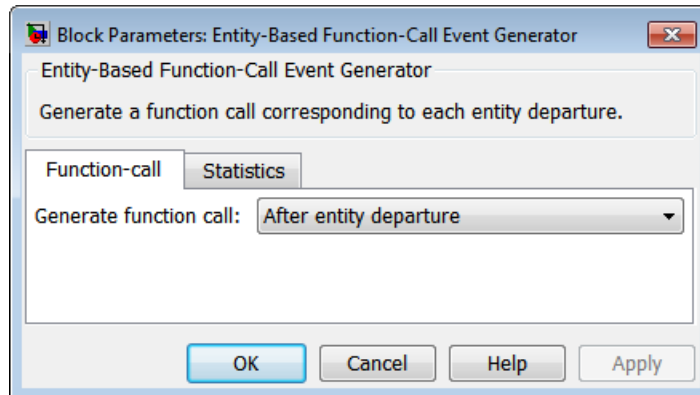 Block Parameters: Entity-Based Function-Call Event Generator
Entity-Based Function-Call Event Generator
Generate a function call corresponding to each entity departure.
Function-call Statistics
Generate function call: After entity departure
OK Cancel Help Apply